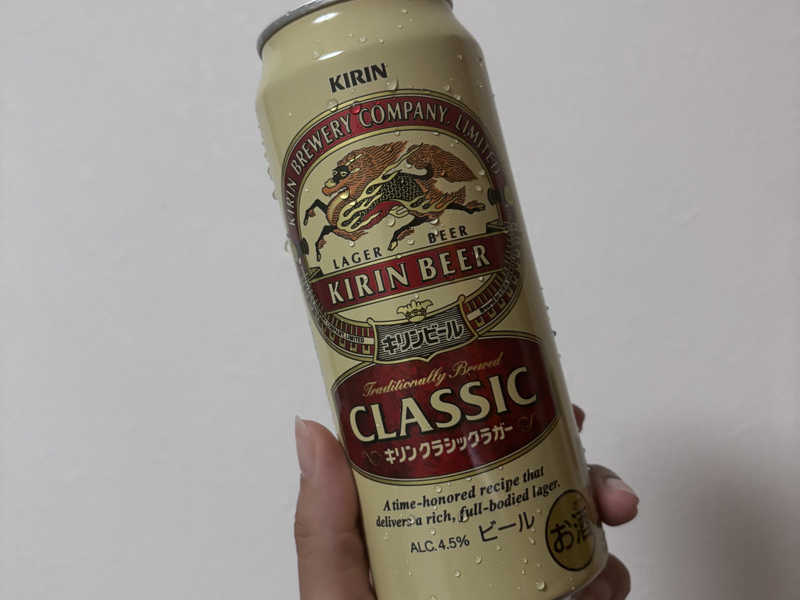 KIRIN
KIRIN BREWERY COMPANY, LIMITED
LAGER BEER
KIRIN BEER
キリンビール
Traditionally Brewed
CLASSIC
キリンクラシックラガー
A time-honored recipe that
delivers a rich, full-bodied lager.
ALC.4.5% ビール
お酒